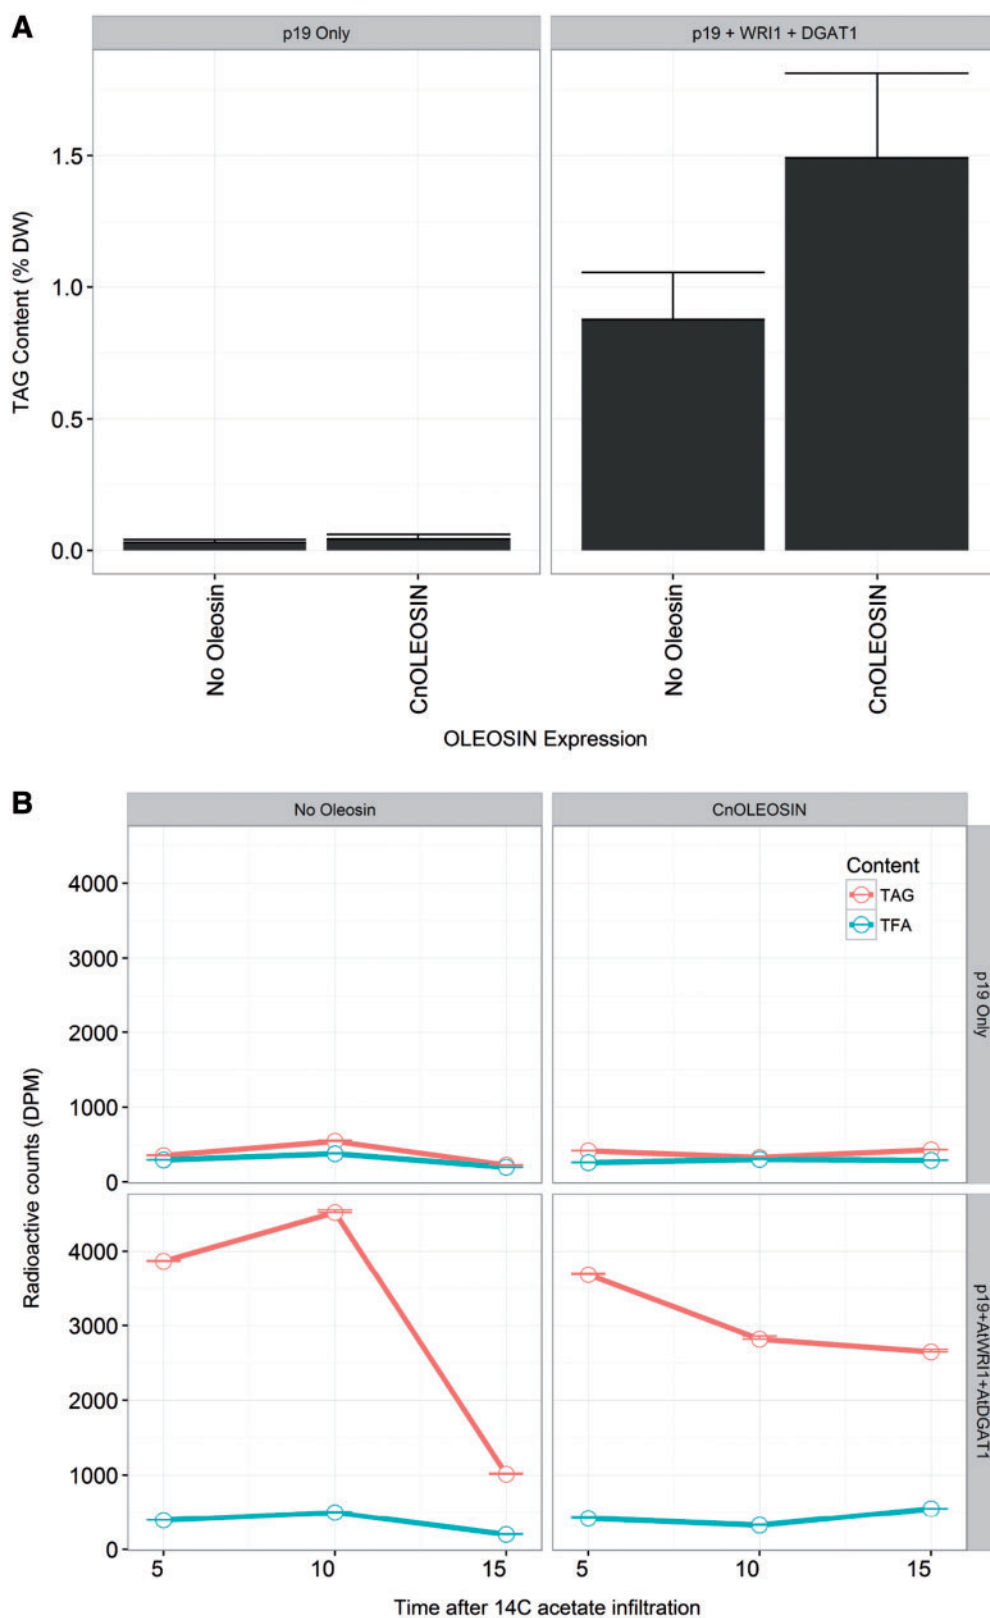 A
p19 Only
p19 + WRI1 + DGAT1
TAG Content (% DW)
1.5
1.0
0.5
0.0
No Oleosin
CnOLEOSIN
No Oleosin
CnOLEOSIN
OLEOSIN Expression
B
No Oleosin
CnOLEOSIN
Radioactive counts (DPM)
4000
3000
2000
1000
0
Content
TAG
TFA
p19 Only
4000
3000
2000
1000
0
p19+AtWRI1+AtDGAT1
5
10
15
5
10
15
Time after 14C acetate infiltration